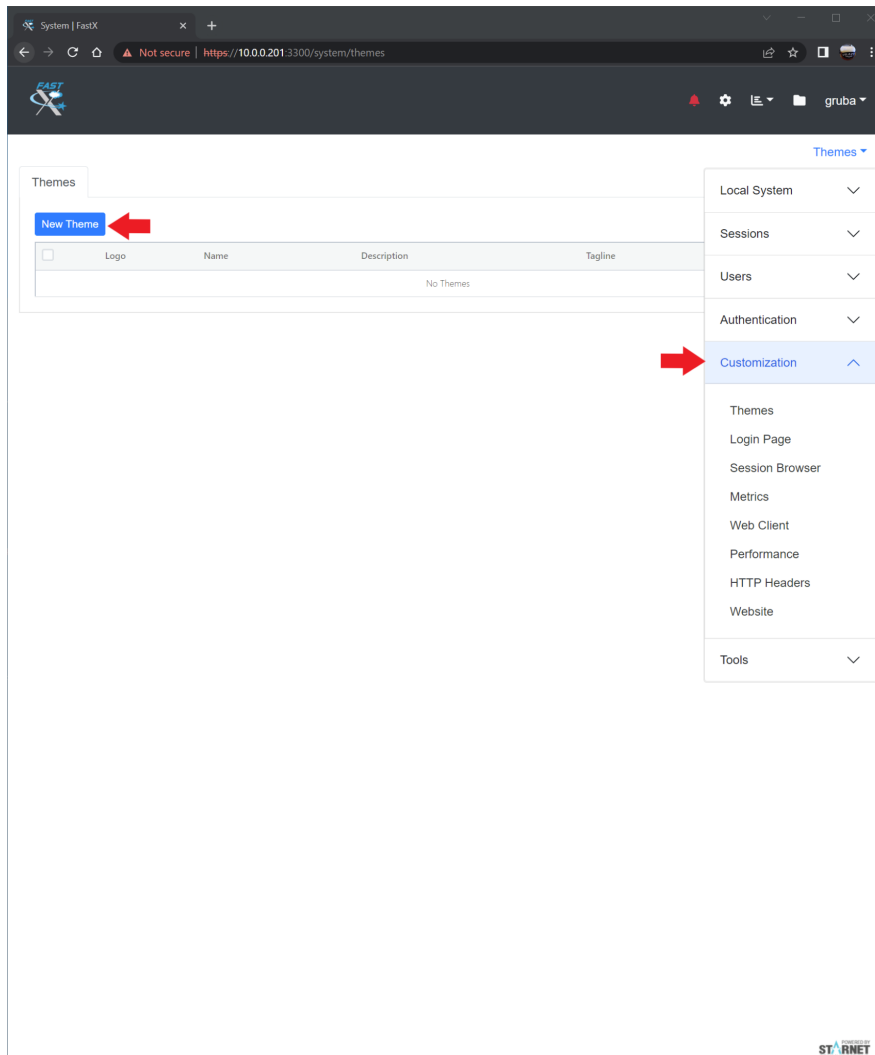 System | FastX
Not secure | https://10.0.0.201:3300/system/themes
FAST
X
gruba
Themes
Themes
New Theme
Logo Name Description Tagline
No Themes
Local System
Sessions
Users
Authentication
Customization
Themes
Login Page
Session Browser
Metrics
Web Client
Performance
HTTP Headers
Website
Tools
POWERED BY
STARNET